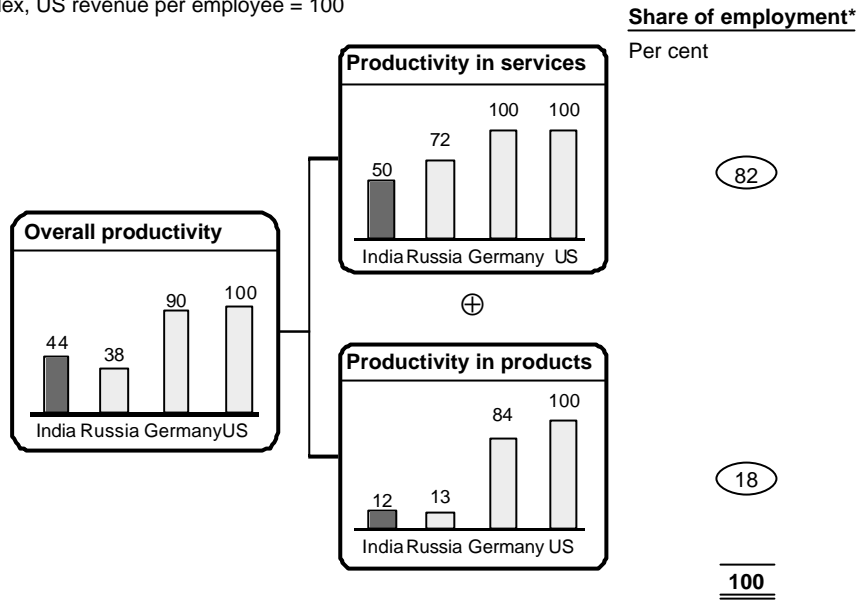 US revenue per employee = 100
Share of employment*
Per cent
Productivity in services
50 72 100 100
India Russia Germany US
82
Overall productivity
44 38 90 100
India Russia Germany US
⊕
Productivity in products
12 13 84 100
India Russia Germany US
18
100